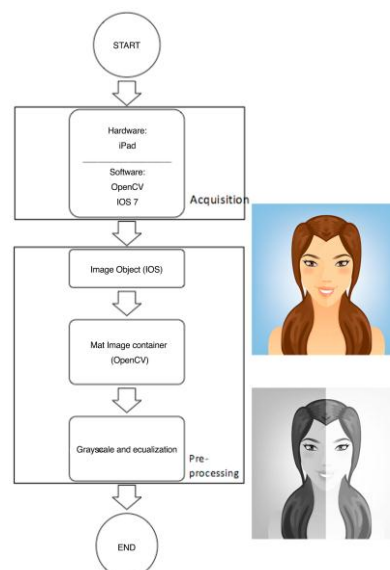 START
Hardware:
iPad
Software:
OpenCV
IOS 7
Acquisition
Image Object (IOS)
Mat Image container
(OpenCV)
Grayscale and ecualization
Pre-
processing
END